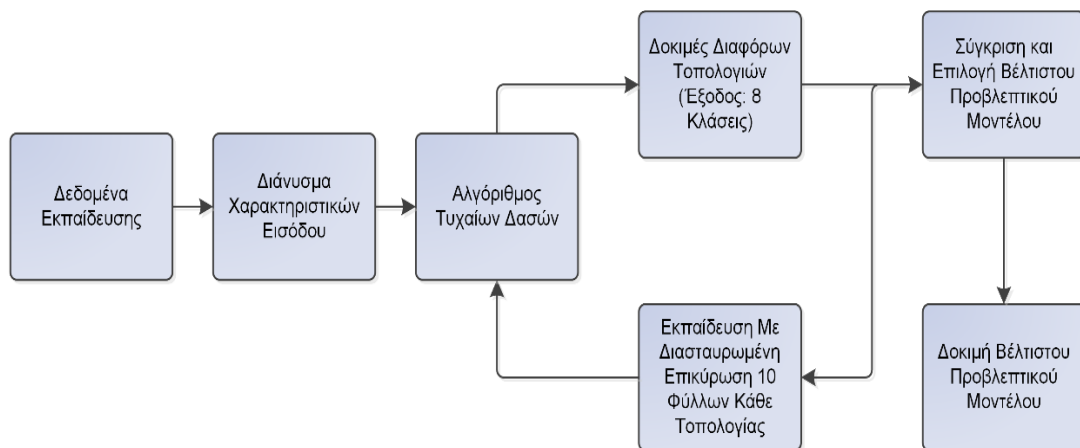 Δεδομένα
Εκπαίδευσης
Διάνυσμα
Χαρακτηριστικών
Εισόδου
Αλγόριθμος
Τυχαίων Δασών
Δοκιμές Διαφόρων
Τοπολογιών
(Έξοδος: 8
Κλάσεις)
Εκπαίδευση Με
Διασταυρωμένη
Επικύρωση 10
Φύλλων Κάθε
Τοπολογίας
Σύγκριση και
Επιλογή Βέλτιστου
Προβλεπτικού
Μοντέλου
Δοκιμή Βέλτιστου
Προβλεπτικού
Μοντέλου